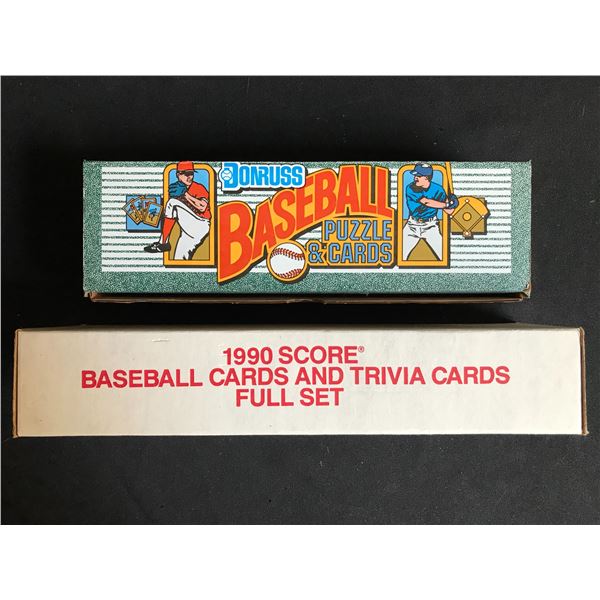 DONRUSS
BASEBALL
PUZZLE
& CARDS
1990 SCORE®
BASEBALL CARDS AND TRIVIA CARDS
FULL SET